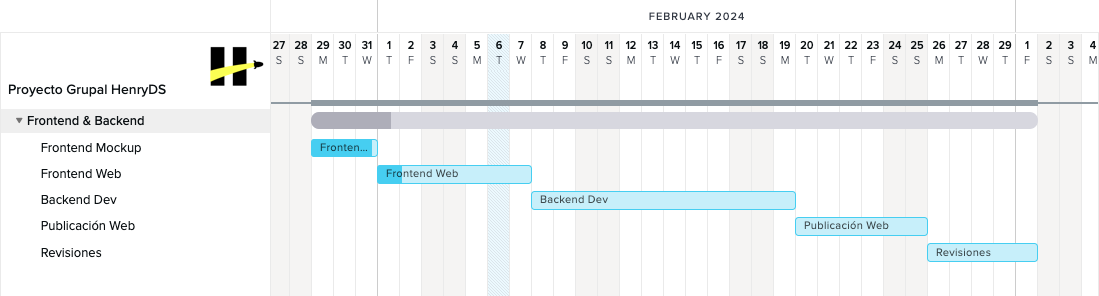 FEBRUARY 2024
27 28 29 30 31 1 2 3 4 5 6 7 8 9 10 11 12 13 14 15 16 17 18 19 20 21 22 23 24 25 26 27 28 29 1 2 3 4
S S M T W T F S S M T W T F S S M T W T F S S M T W T F S S M T W T F S S M
Proyecto Grupal HenryDS
Frontend & Backend
Frontend Mockup Fronten...
Frontend Web Frontend Web
Backend Dev Backend Dev
Publicación Web Publicación Web
Revisiones Revisiones